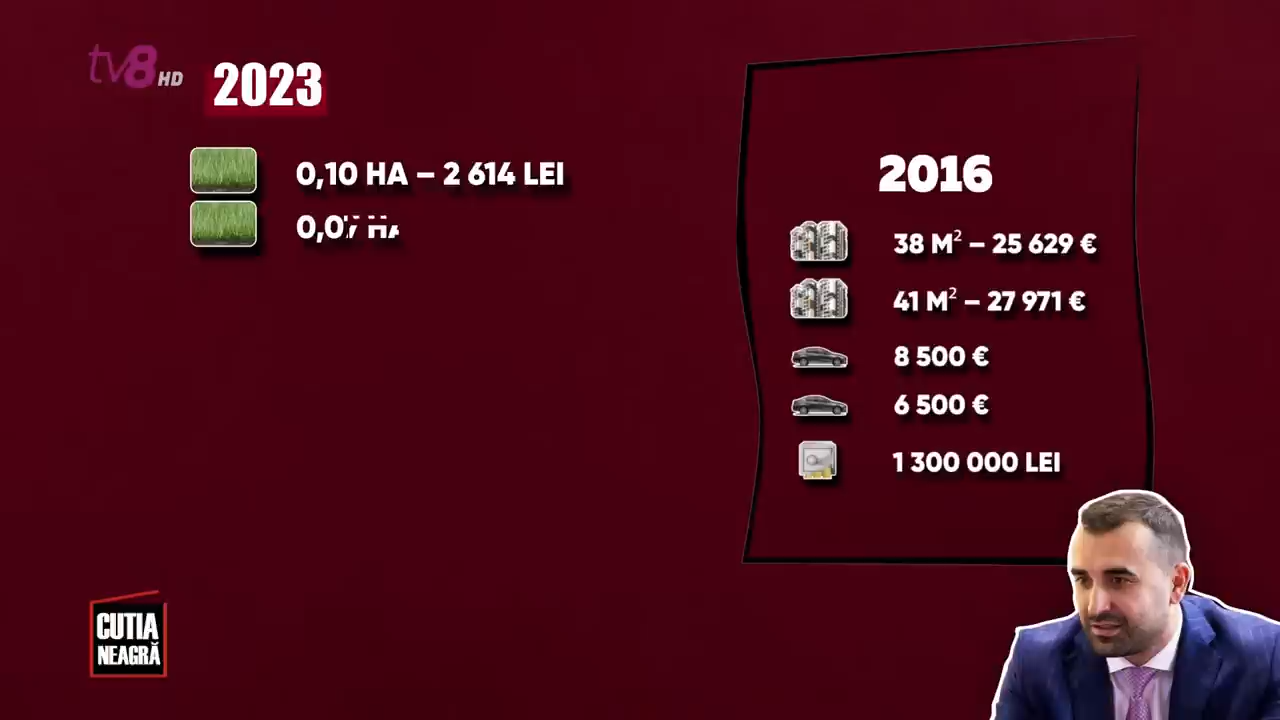 tv8 HD
2023
0,10 HA – 2 614 LEI
2016
38 M² – 25 629 €
41 M² – 27 971 €
8 500 €
6 500 €
1 300 000 LEI
CUTIA
NEAGRĂ